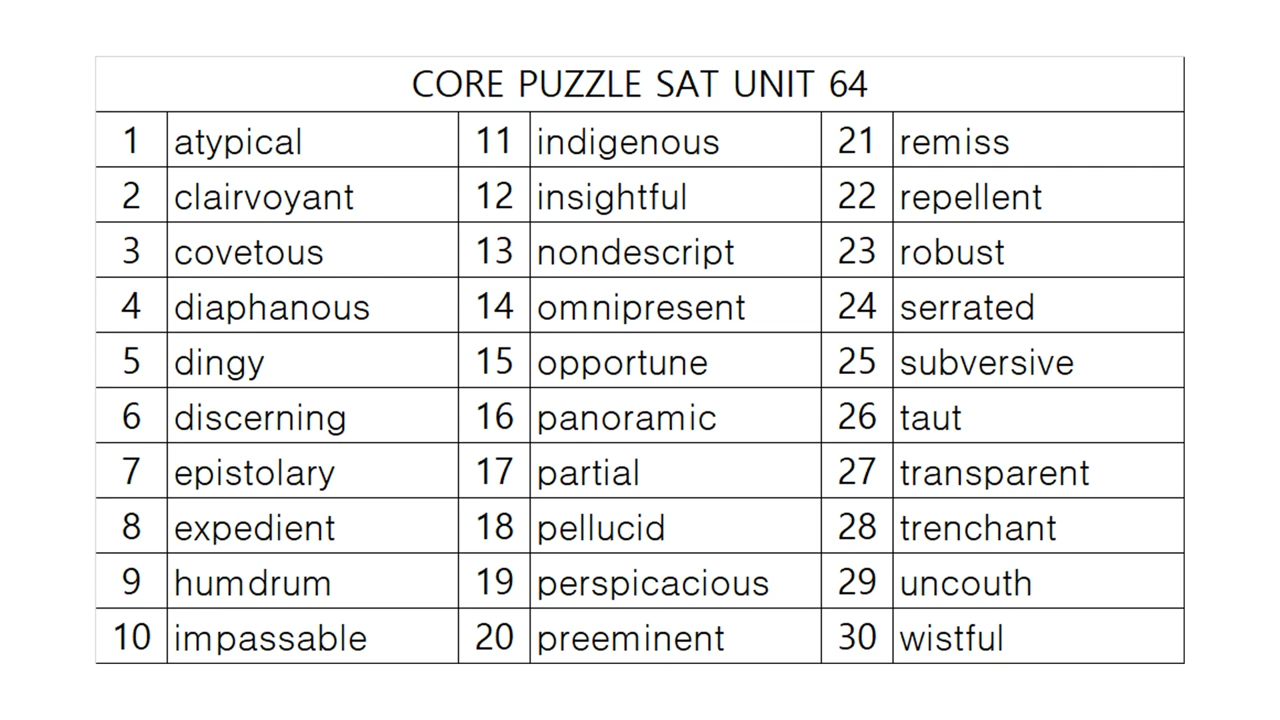 CORE PUZZLE SAT UNIT 64
1 atypical 11 indigenous 21 remiss
2 clairvoyant 12 insightful 22 repellent
3 covetous 13 nondescript 23 robust
4 diaphanous 14 omnipresent 24 serrated
5 dingy 15 opportune 25 subversive
6 discerning 16 panoramic 26 taut
7 epistolary 17 partial 27 transparent
8 expedient 18 pellucid 28 trenchant
9 humdrum 19 perspicacious 29 uncouth
10 impassable 20 preeminent 30 wistful